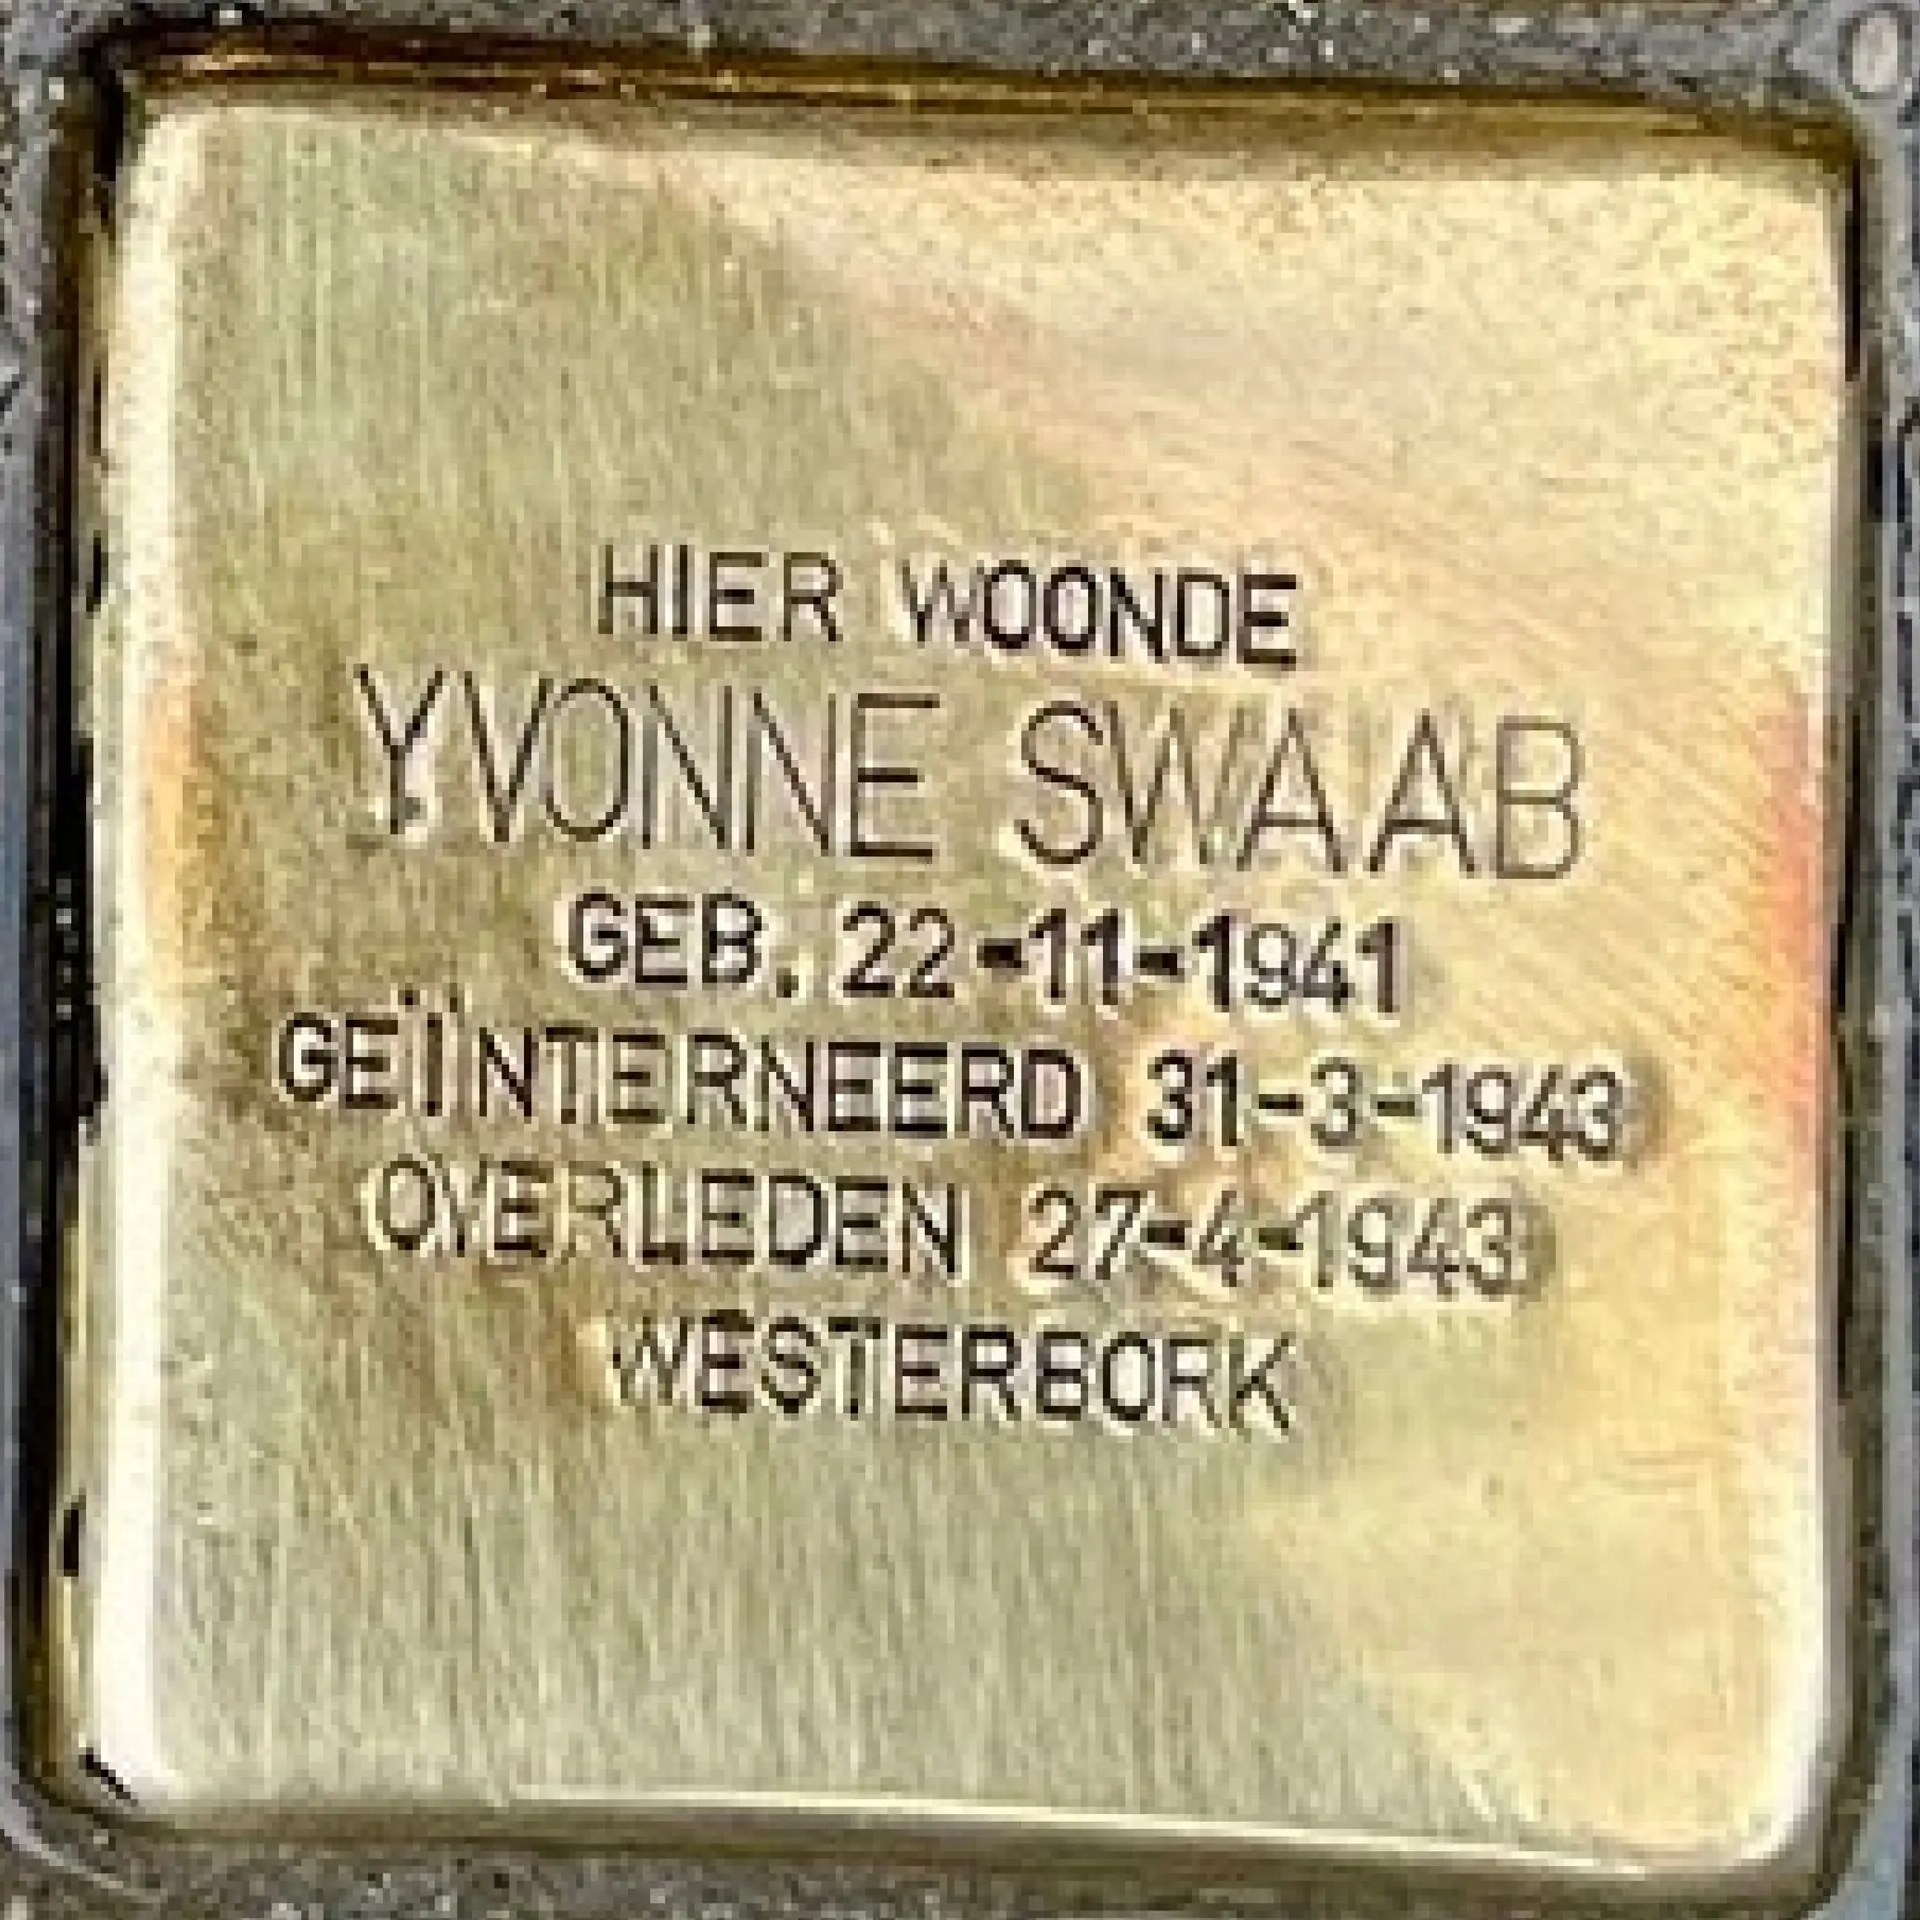 HIER WOONDE
YVONNE SWAAB
GEB. 22-11-1941
GEÏNTERNEERD 31-3-1943
OVERLEDEN 27-4-1943
WESTERBORK